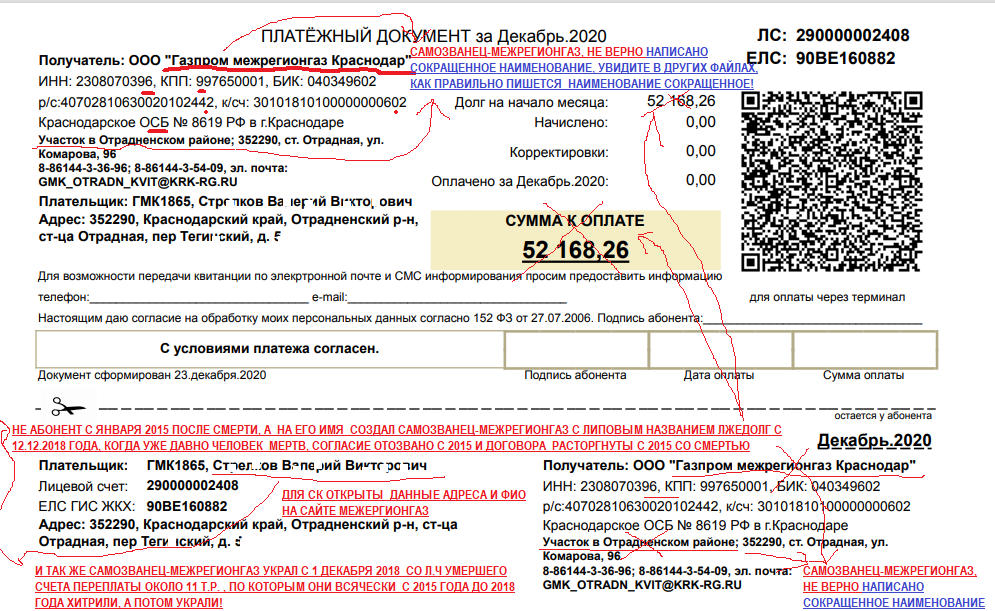 ПЛАТЁЖНЫЙ ДОКУМЕНТ за Декабрь.2020
ЛС: 290000002408
ЕЛС: 90ВЕ160882
Получатель: ООО "Газпром межрегионгаз Краснодар"
САМОЗВАНЕЦ-МЕЖРЕГИОНГАЗ, НЕ ВЕРНО НАПИСАНО
СОКРАЩЕННОЕ НАИМЕНОВАНИЕ, УВИДИТЕ В ДРУГИХ ФАЙЛАХ,
КАК ПРАВИЛЬНО ПИШЕТСЯ НАИМЕНОВАНИЕ СОКРАЩЕННОЕ!
ИНН: 2308070396, КПП: 997650001, БИК: 040349602
р/с:40702810630020102442, к/сч: 30101810100000000602
Краснодарское ОСБ № 8619 РФ в г.Краснодаре
Участок в Отрадненском районе; 352290, ст. Отрадная, ул.
Комарова, 96
8-86144-3-36-96; 8-86144-3-54-09, эл. почта:
GMK_OTRADN_KVIT@KRK-RG.RU
Долг на начало месяца: 52 168,26
Начислено: 0,00
Корректировки: 0,00
Оплачено за Декабрь.2020: 0,00
Плательщик: ГМК1865,
Адрес: 352290, Краснодарский край, Отрадненский р-н,
ст-ца Отрадная, пер д.
СУММА К ОПЛАТЕ
52 168,26
Для возможности передачи квитанции по электронной почте и СМС информирования просим предоставить информацию
телефон: e-mail:
для оплаты через терминал
Настоящим даю согласие на обработку моих персональных данных согласно 152 ФЗ от 27.07.2006. Подпись абонента:
С условиями платежа согласен.
Документ сформирован 23.декабря.2020
Подпись абонента
Дата оплаты
Сумма оплаты
остается у абонента
НЕ АБОНЕНТ С ЯНВАРЯ 2015 ПОСЛЕ СМЕРТИ, А НА ЕГО ИМЯ СОЗДАЛ САМОЗВАНЕЦ-МЕЖРЕГИОНГАЗ С ЛИПОВЫМ НАЗВАНИЕМ ЛЖЕДОЛГ С
12.12.2018 ГОДА, КОГДА УЖЕ ДАВНО ЧЕЛОВЕК МЕРТВ, СОГЛАСИЕ ОТОЗВАНО С 2015 И ДОГОВОРА РАСТОРГНУТЫ С 2015 СО СМЕРТЬЮ
Декабрь.2020
Плательщик: ГМК1865,
Лицевой счет: 290000002408
ЕЛС ГИС ЖКХ: 90ВЕ160882
Адрес: 352290, Краснодарский край, Отрадненский р-н, ст-ца
Отрадная, пер д.
ДЛЯ СК ОТКРЫТЫ ДАННЫЕ АДРЕСА И ФИО
НА САЙТЕ МЕЖЕРГИОНГАЗ
Получатель: ООО "Газпром межрегионгаз Краснодар"
ИНН: 2308070396, КПП: 997650001, БИК: 040349602
р/с:40702810630020102442, к/сч: 30101810100000000602
Краснодарское ОСБ № 8619 РФ в г.Краснодаре
Участок в Отрадненском районе; 352290, ст. Отрадная, ул.
Комарова, 96
8-86144-3-36-96; 8-86144-3-54-09, эл. почта:
GMK_OTRADN_KVIT@KRK-RG.RU
И ТАК ЖЕ САМОЗВАНЕЦ-МЕЖРЕГИОНГАЗ УКРАЛ С 1 ДЕКАБРЯ 2018 СО Л.Ч УМЕРШЕГО
СЧЕТА ПЕРЕПЛАТЫ ОКОЛО 11 Т.Р. , ПО КОТОРЫМ ОНИ ВСЯЧЕСКИ С 2015 ГОДА ДО 2018
ГОДА ХИТРИЛИ, А ПОТОМ УКРАЛИ!
САМОЗВАНЕЦ-МЕЖРЕГИОНГАЗ,
НЕ ВЕРНО НАПИСАНО
СОКРАЩЕННОЕ НАИМЕНОВАНИЕ